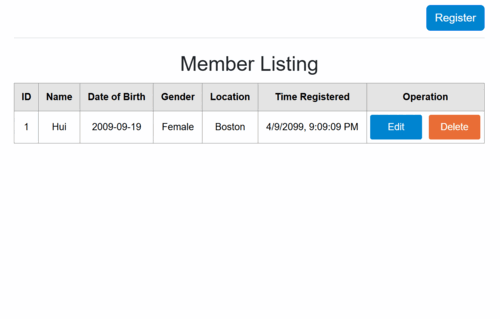 Register
Member Listing
ID Name Date of Birth Gender Location Time Registered Operation
1 Hui 2009-09-19 Female Boston 4/9/2099, 9:09:09 PM Edit Delete